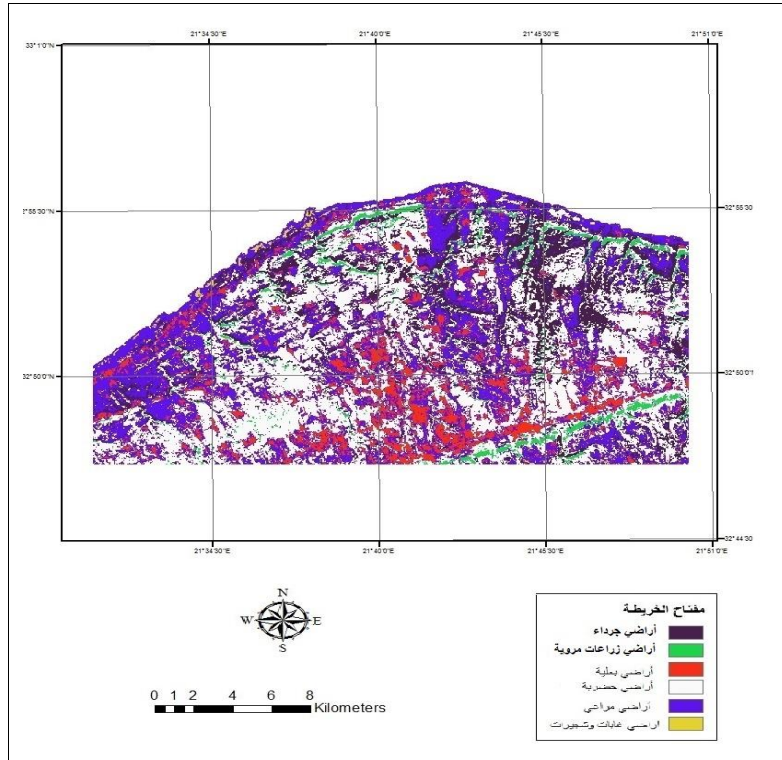 21°34'30"E 21°40'0"E 21°45'30"E 21°51'0"E
33°1'0"N
2°55'30"N 32°55'30
32°50'0"N 32°50'0"
32°44'30
21°34'30"E 21°40'0"E 21°45'30"E 21°51'0"E
N
W E
S
0 1 2 4 6 8
Kilometers
مفتاح الخريطة
أراضي جرداء
أراضي زراعات مروية
أراضي بعلية
أراضي حضرية
أراضي مراعي
اراضي غابات وشجيرات